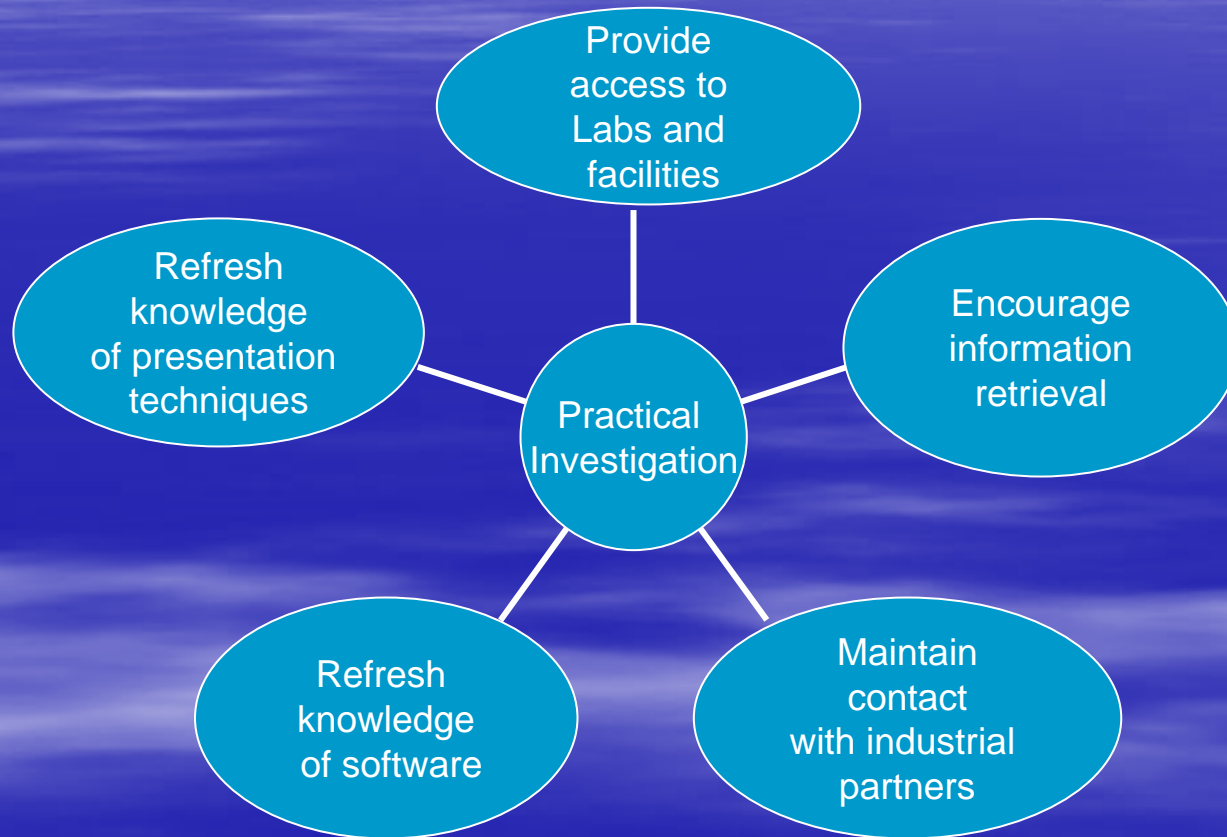 Provide
access to
Labs and
facilities
Refresh
knowledge
of presentation
techniques
Encourage
information
retrieval
Practical
Investigation
Refresh
knowledge
of software
Maintain
contact
with industrial
partners